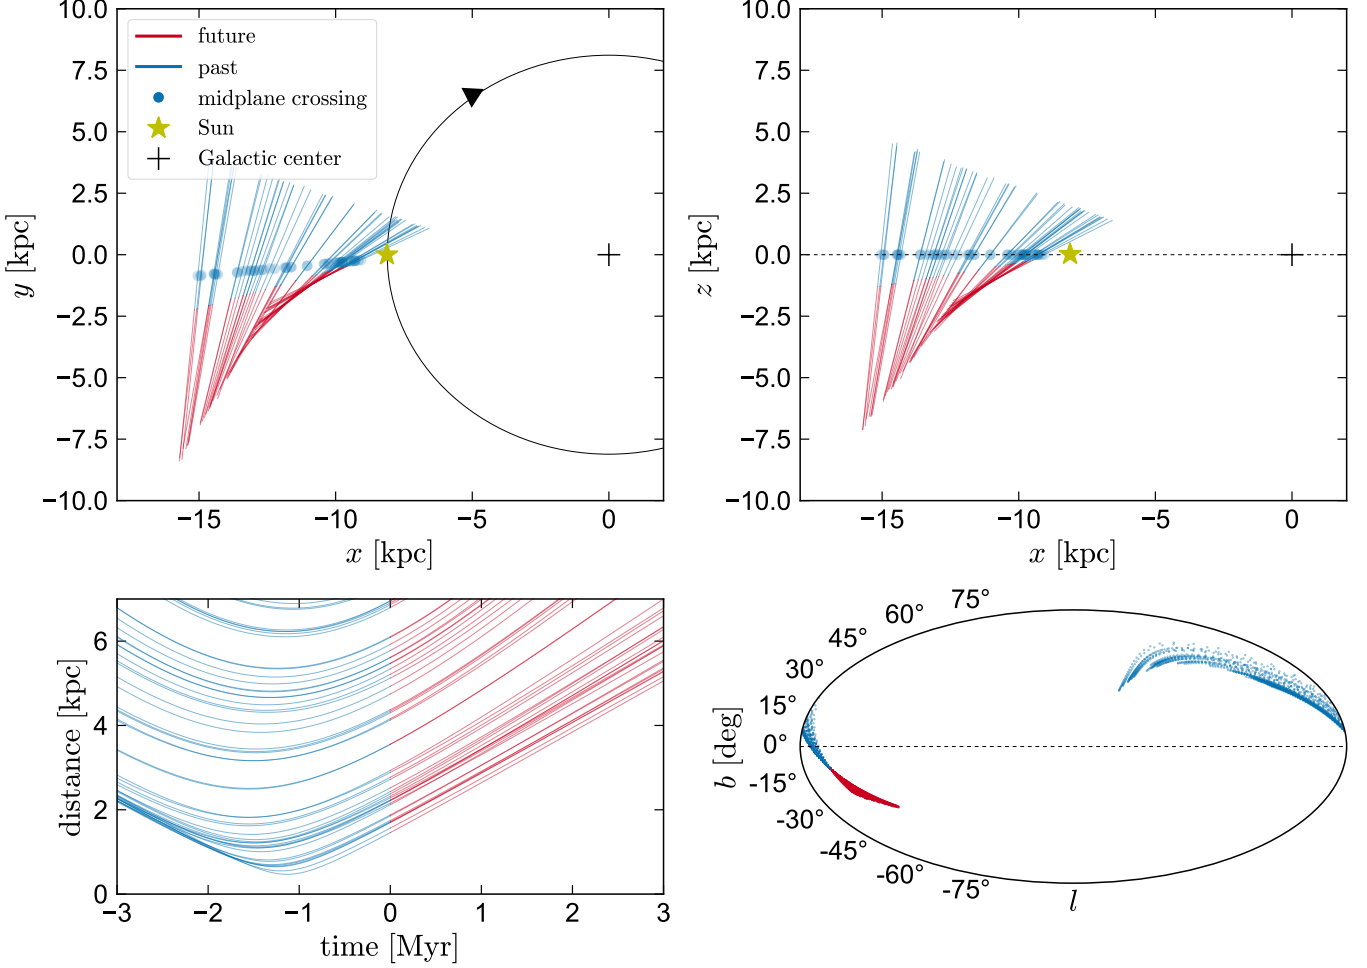 10.0
7.5
5.0
2.5
0.0
−2.5
−5.0
−7.5
−10.0
y [kpc]
−15 −10 −5 0
x [kpc]
future
past
midplane crossing
Sun
Galactic center
10.0
7.5
5.0
2.5
0.0
−2.5
−5.0
−7.5
−10.0
z [kpc]
−15 −10 −5 0
x [kpc]
6
4
2
0
distance [kpc]
−3 −2 −1 0 1 2 3
time [Myr]
75°
60°
45°
30°
15°
0°
-15°
-30°
-45°
-60°
-75°
b [deg]
l